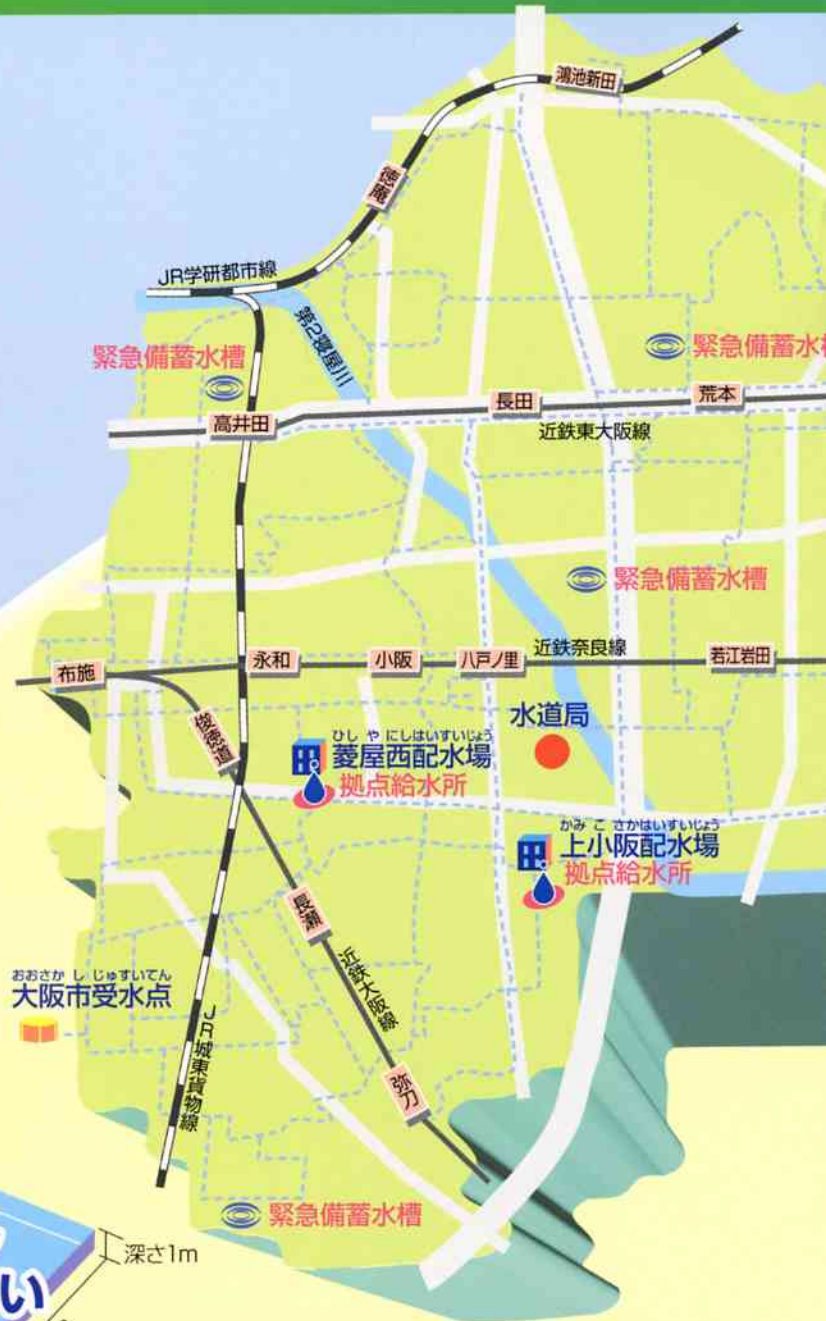 鴻池新田
徳庵
JR学研都市線
第2寝屋川
緊急備蓄水槽
緊急備蓄水
高井田
長田
荒本
近鉄東大阪線
緊急備蓄水槽
布施
永和
小阪
八戸ノ里
近鉄奈良線
若江岩田
俊徳道
ひしやにしはいすいじょう
菱屋西配水場
拠点給水所
水道局
かみこさかはいすいじょう
上小阪配水場
拠点給水所
長瀬
近鉄大阪線
おおさかしじゅすいてん
大阪市受水点
JR城東貨物線
弥刀
緊急備蓄水槽
深さ1m
い